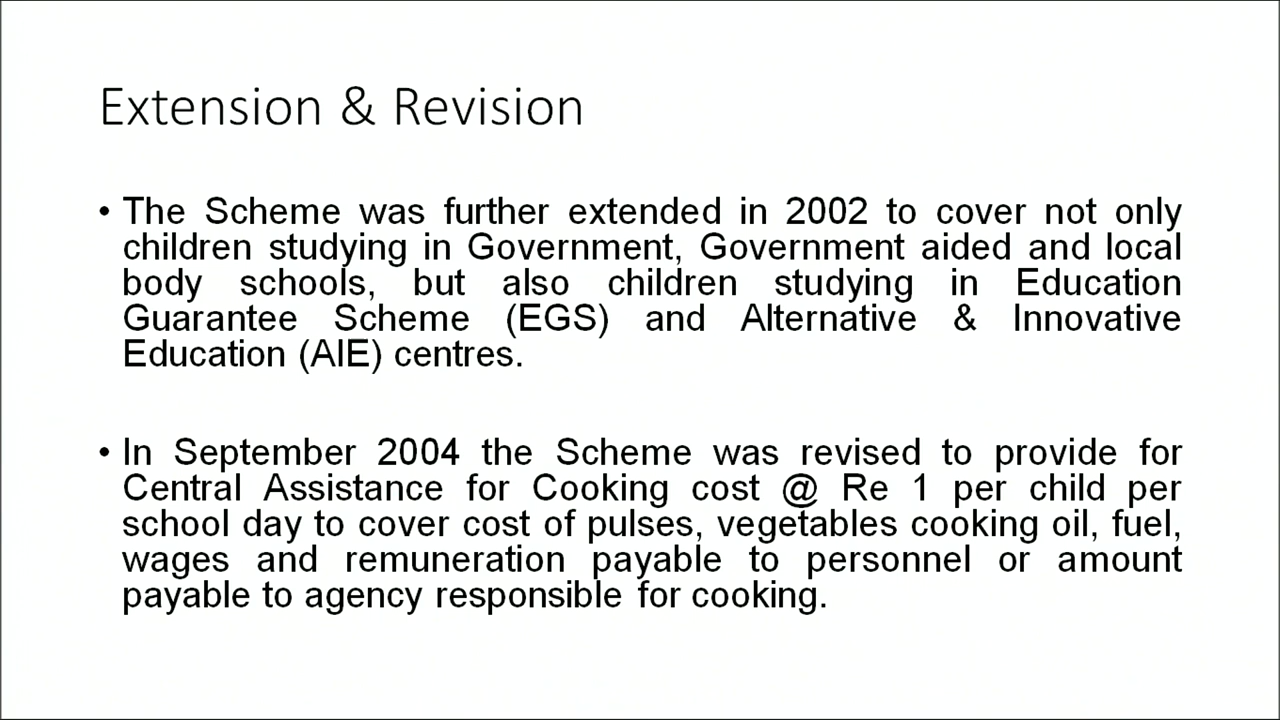 Extension & Revision
• The Scheme was further extended in 2002 to cover not only
children studying in Government, Government aided and local
body schools, but also children studying in Education
Guarantee Scheme (EGS) and Alternative & Innovative
Education (AIE) centres.
• In September 2004 the Scheme was revised to provide for
Central Assistance for Cooking cost @ Re 1 per child per
school day to cover cost of pulses, vegetables cooking oil, fuel,
wages and remuneration payable to personnel or amount
payable to agency responsible for cooking.